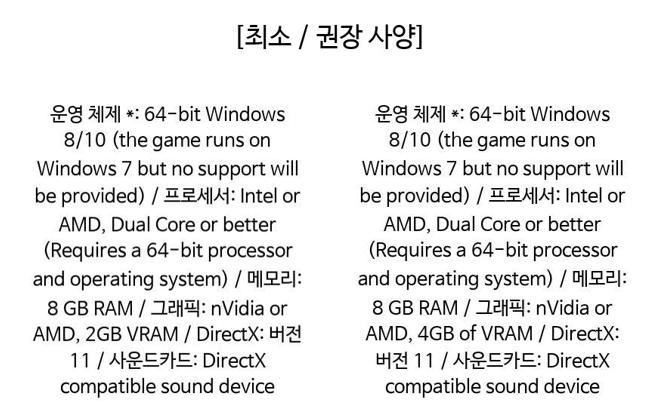 [최소 / 권장 사양]
운영 체제 *: 64-bit Windows
8/10 (the game runs on
Windows 7 but no support will
be provided) / 프로세서: Intel or
AMD, Dual Core or better
(Requires a 64-bit processor
and operating system) / 메모리:
8 GB RAM / 그래픽: nVidia or
AMD, 2GB VRAM / DirectX: 버전
11 / 사운드카드: DirectX
compatible sound device
운영 체제 *: 64-bit Windows
8/10 (the game runs on
Windows 7 but no support will
be provided) / 프로세서: Intel or
AMD, Dual Core or better
(Requires a 64-bit processor
and operating system) / 메모리:
8 GB RAM / 그래픽: nVidia or
AMD, 4GB of VRAM / DirectX:
버전 11 / 사운드카드: DirectX
compatible sound device